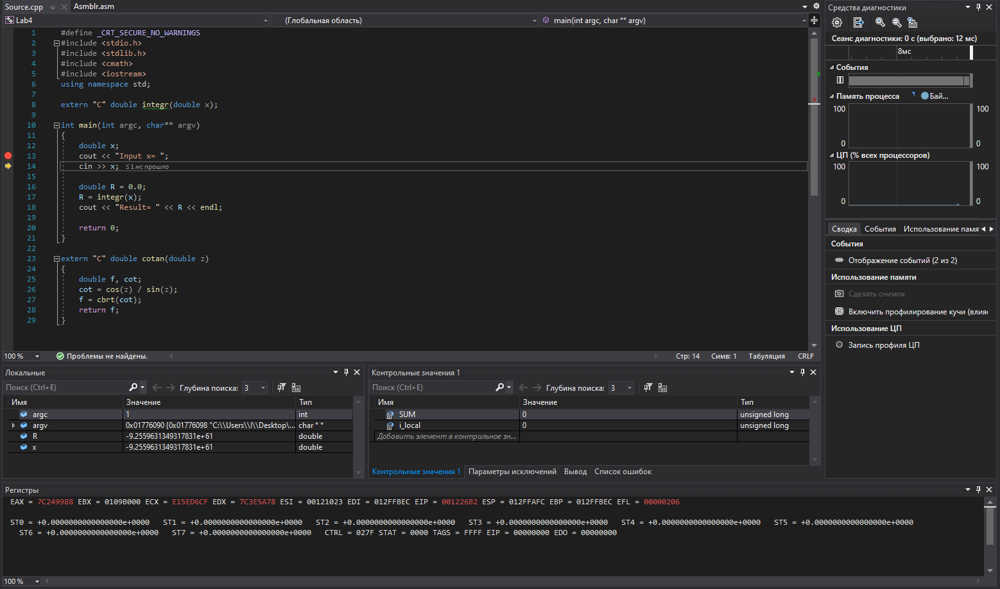 Source.cpp
Asmblr.asm
Lab4
(Глобальная область)
main(int argc, char ** argv)
1 #define _CRT_SECURE_NO_WARNINGS
2 #include <stdio.h>
3 #include <stdlib.h>
4 #include <cmath>
5 #include <iostream>
6 using namespace std;
7
8 extern "C" double integr(double x);
9
10 int main(int argc, char** argv)
11 {
12 double x;
13 cout << "Input x= ";
14 cin >> x; ≤1 мс прошло
15
16 double R = 0.0;
17 R = integr(x);
18 cout << "Result= " << R << endl;
19
20 return 0;
21 }
22
23 extern "C" double cotan(double z)
24 {
25 double f, cot;
26 cot = cos(z) / sin(z);
27 f = cbrt(cot);
28 return f;
29 }
100 %
Проблемы не найдены.
Стр: 14 Симв: 1 Табуляция CRLF
Средства диагностики
Сеанс диагностики: 0 с (выбрано: 12 мс)
8мс
События
Память процесса Бай...
100 100
0 0
ЦП (% всех процессоров)
100 100
0 0
Сводка События Использование памя
События
Отображение событий (2 из 2)
Использование памяти
Сделать снимок
Включить профилирование кучи (влияе
Использование ЦП
Запись профиля ЦП
Локальные
Поиск (Ctrl+E) Глубина поиска: 3
Имя Значение Тип
argc 1 int
argv 0x01776090 {0x01776098 "C:\\Users\\l\\Desktop\... char * *
R -9.2559631349317831e+61 double
x -9.2559631349317831e+61 double
Контрольные значения 1
Поиск (Ctrl+E) Глубина поиска: 3
Имя Значение Тип
SUM 0 unsigned long
i_local 0 unsigned long
Добавить элемент в контрольное зн...
Контрольные значения 1 Параметры исключений Вывод Список ошибок
Регистры
EAX = 7C249988 EBX = 0109B000 ECX = E15ED6CF EDX = 7C3E5A78 ESI = 00121023 EDI = 012FFBEC EIP = 001226B2 ESP = 012FFAFC EBP = 012FFBEC EFL = 00000206
ST0 = +0.0000000000000000e+0000 ST1 = +0.0000000000000000e+0000 ST2 = +0.0000000000000000e+0000 ST3 = +0.0000000000000000e+0000 ST4 = +0.0000000000000000e+0000 ST5 = +0.0000000000000000e+0000
ST6 = +0.0000000000000000e+0000 ST7 = +0.0000000000000000e+0000 CTRL = 027F STAT = 0000 TAGS = FFFF EIP = 00000000 EDO = 00000000
100 %